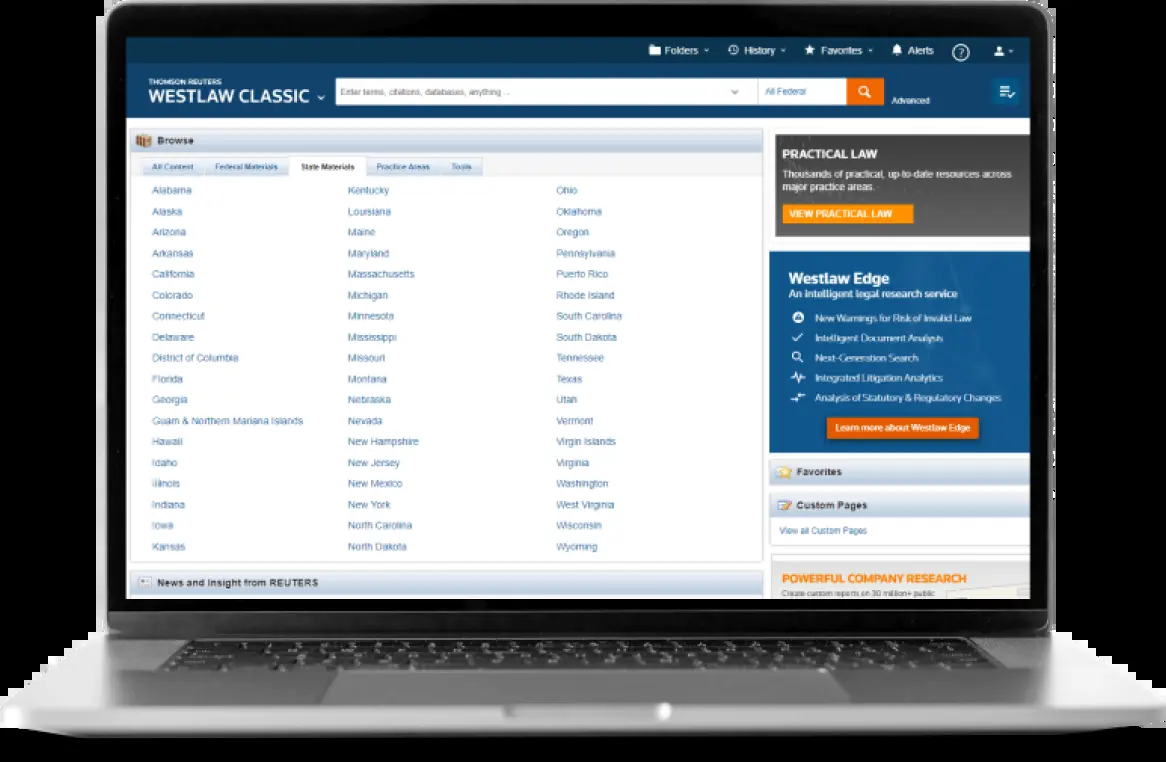 Folders
History
Favorites
Alerts
?
THOMSON REUTERS
WESTLAW CLASSIC
Enter terms, citations, databases, anything ...
All Federal
Advanced
Browse
All Content Federal Materials State Materials Practice Areas Tools
Alabama Kentucky Ohio
Alaska Louisiana Oklahoma
Arizona Maine Oregon
Arkansas Maryland Pennsylvania
California Massachusetts Puerto Rico
Colorado Michigan Rhode Island
Connecticut Minnesota South Carolina
Delaware Mississippi South Dakota
District of Columbia Missouri Tennessee
Florida Montana Texas
Georgia Nebraska Utah
Guam & Northern Mariana Islands Nevada Vermont
Hawaii New Hampshire Virgin Islands
Idaho New Jersey Virginia
Illinois New Mexico Washington
Indiana New York West Virginia
Iowa North Carolina Wisconsin
Kansas North Dakota Wyoming
News and Insight from REUTERS
PRACTICAL LAW
Thousands of practical, up-to-date resources across
major practice areas.
VIEW PRACTICAL LAW
Westlaw Edge
An intelligent legal research service
New Warnings for Risk of Invalid Law
Intelligent Document Analysis
Next-Generation Search
Integrated Litigation Analytics
Analysis of Statutory & Regulatory Changes
Learn more about Westlaw Edge
Favorites
Custom Pages
View all Custom Pages
POWERFUL COMPANY RESEARCH
Create custom reports on 30 million+ public